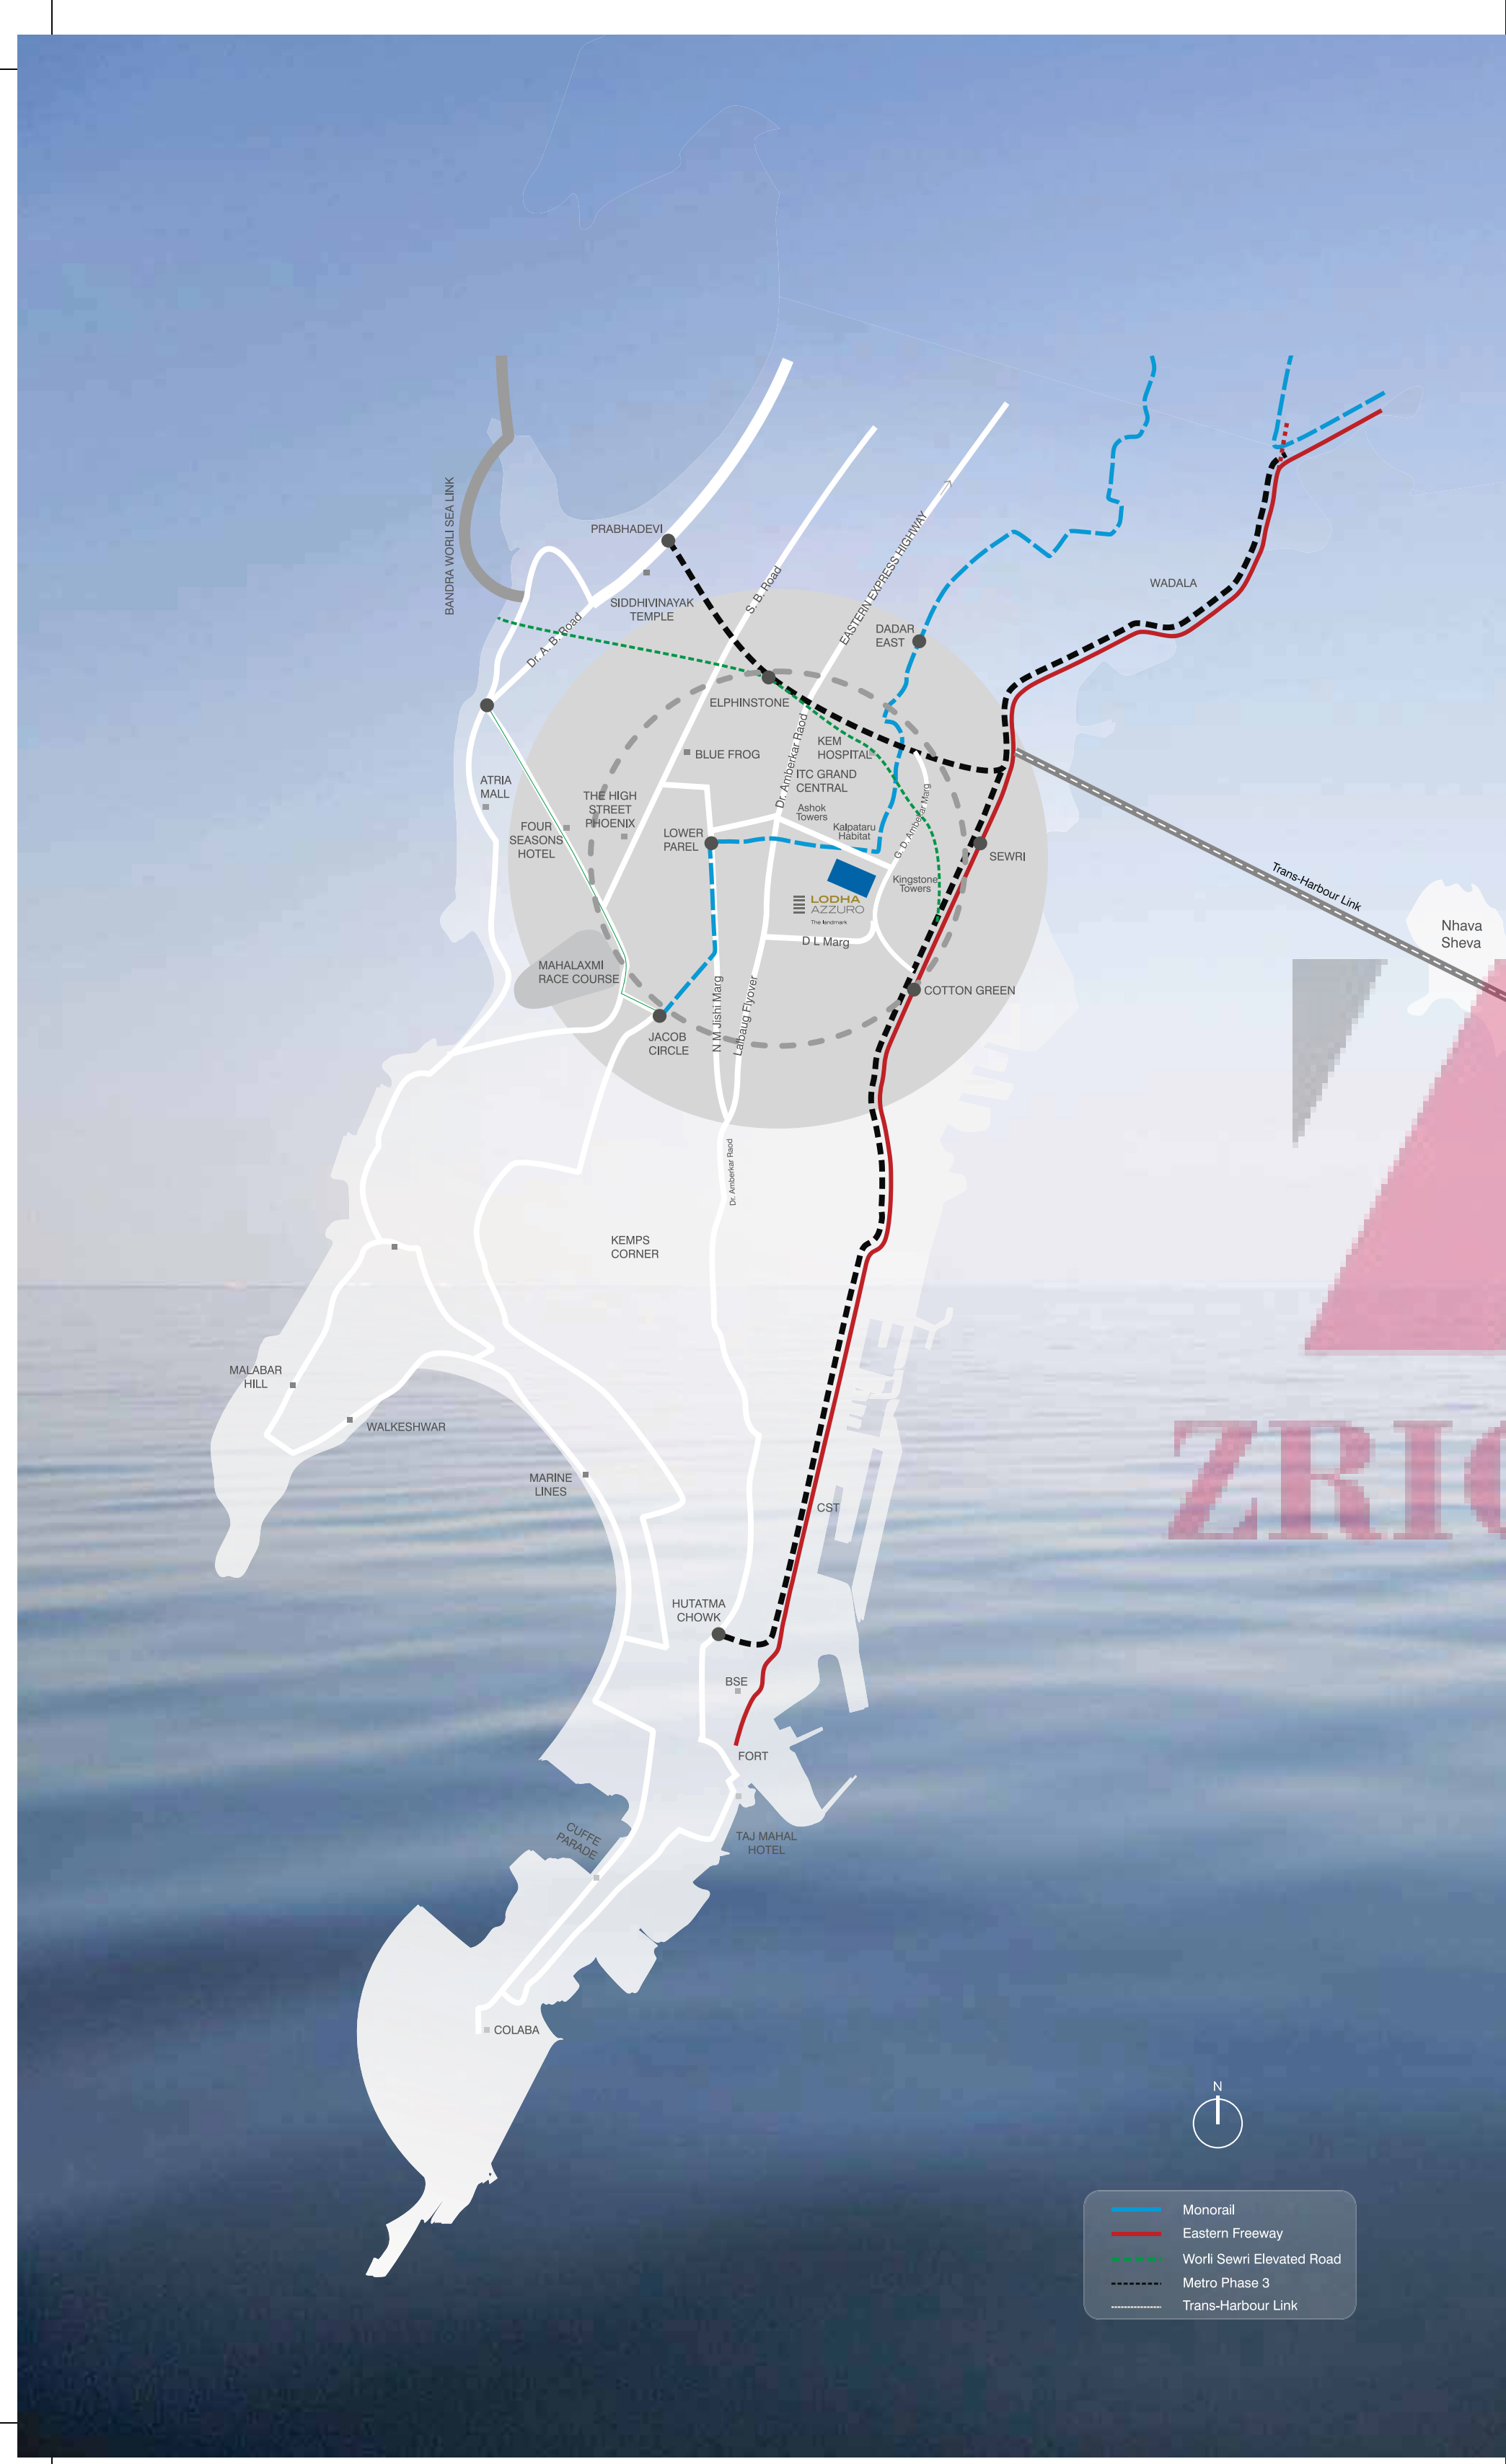 BANDRA WORLI SEA LINK
PRABHADEVI
SIDDHIVINAYAK
TEMPLE
Dr. A. B. Road
S. B. Road
EASTERN EXPRESS HIGHWAY
DADAR
EAST
WADALA
ELPHINSTONE
BLUE FROG
Dr. Amberkar Raod
KEM
HOSPITAL
ITC GRAND
CENTRAL
ATRIA
MALL
THE HIGH
STREET
PHOENIX
FOUR
SEASONS
HOTEL
LOWER
PAREL
Ashok
Towers
Kalpataru
Habitat
G. D. Ambekar Marg
SEWRI
Kingstone
Towers
Trans-Harbour Link
Nhava
Sheva
LODHA
AZZURO
The landmark
D L Marg
MAHALAXMI
RACE COURSE
COTTON GREEN
N M Jishi Marg
Lalbaug Flyover
JACOB
CIRCLE
Dr. Amberkar Raod
KEMPS
CORNER
MALABAR
HILL
WALKESHWAR
ZRI
MARINE
LINES
CST
HUTATMA
CHOWK
BSE
FORT
CUFFE
PARADE
TAJ MAHAL
HOTEL
COLABA
N
Monorail
Eastern Freeway
Worli Sewri Elevated Road
Metro Phase 3
Trans-Harbour Link